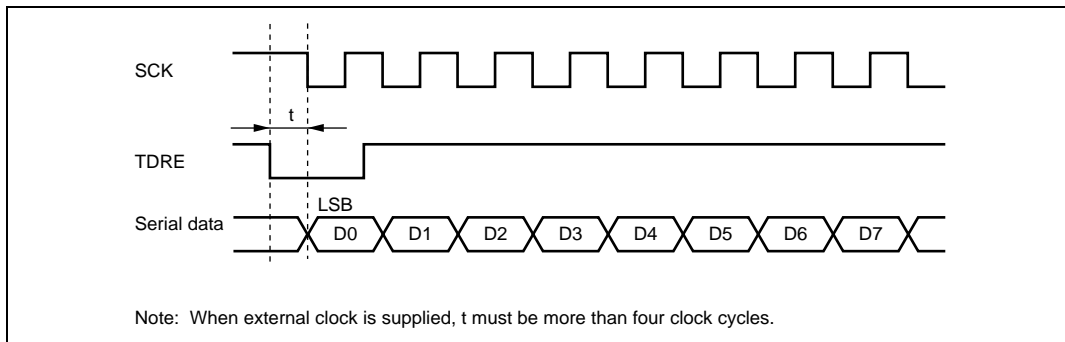 SCK
t
TDRE
LSB
Serial data
D0 D1 D2 D3 D4 D5 D6 D7
Note: When external clock is supplied, t must be more than four clock cycles.